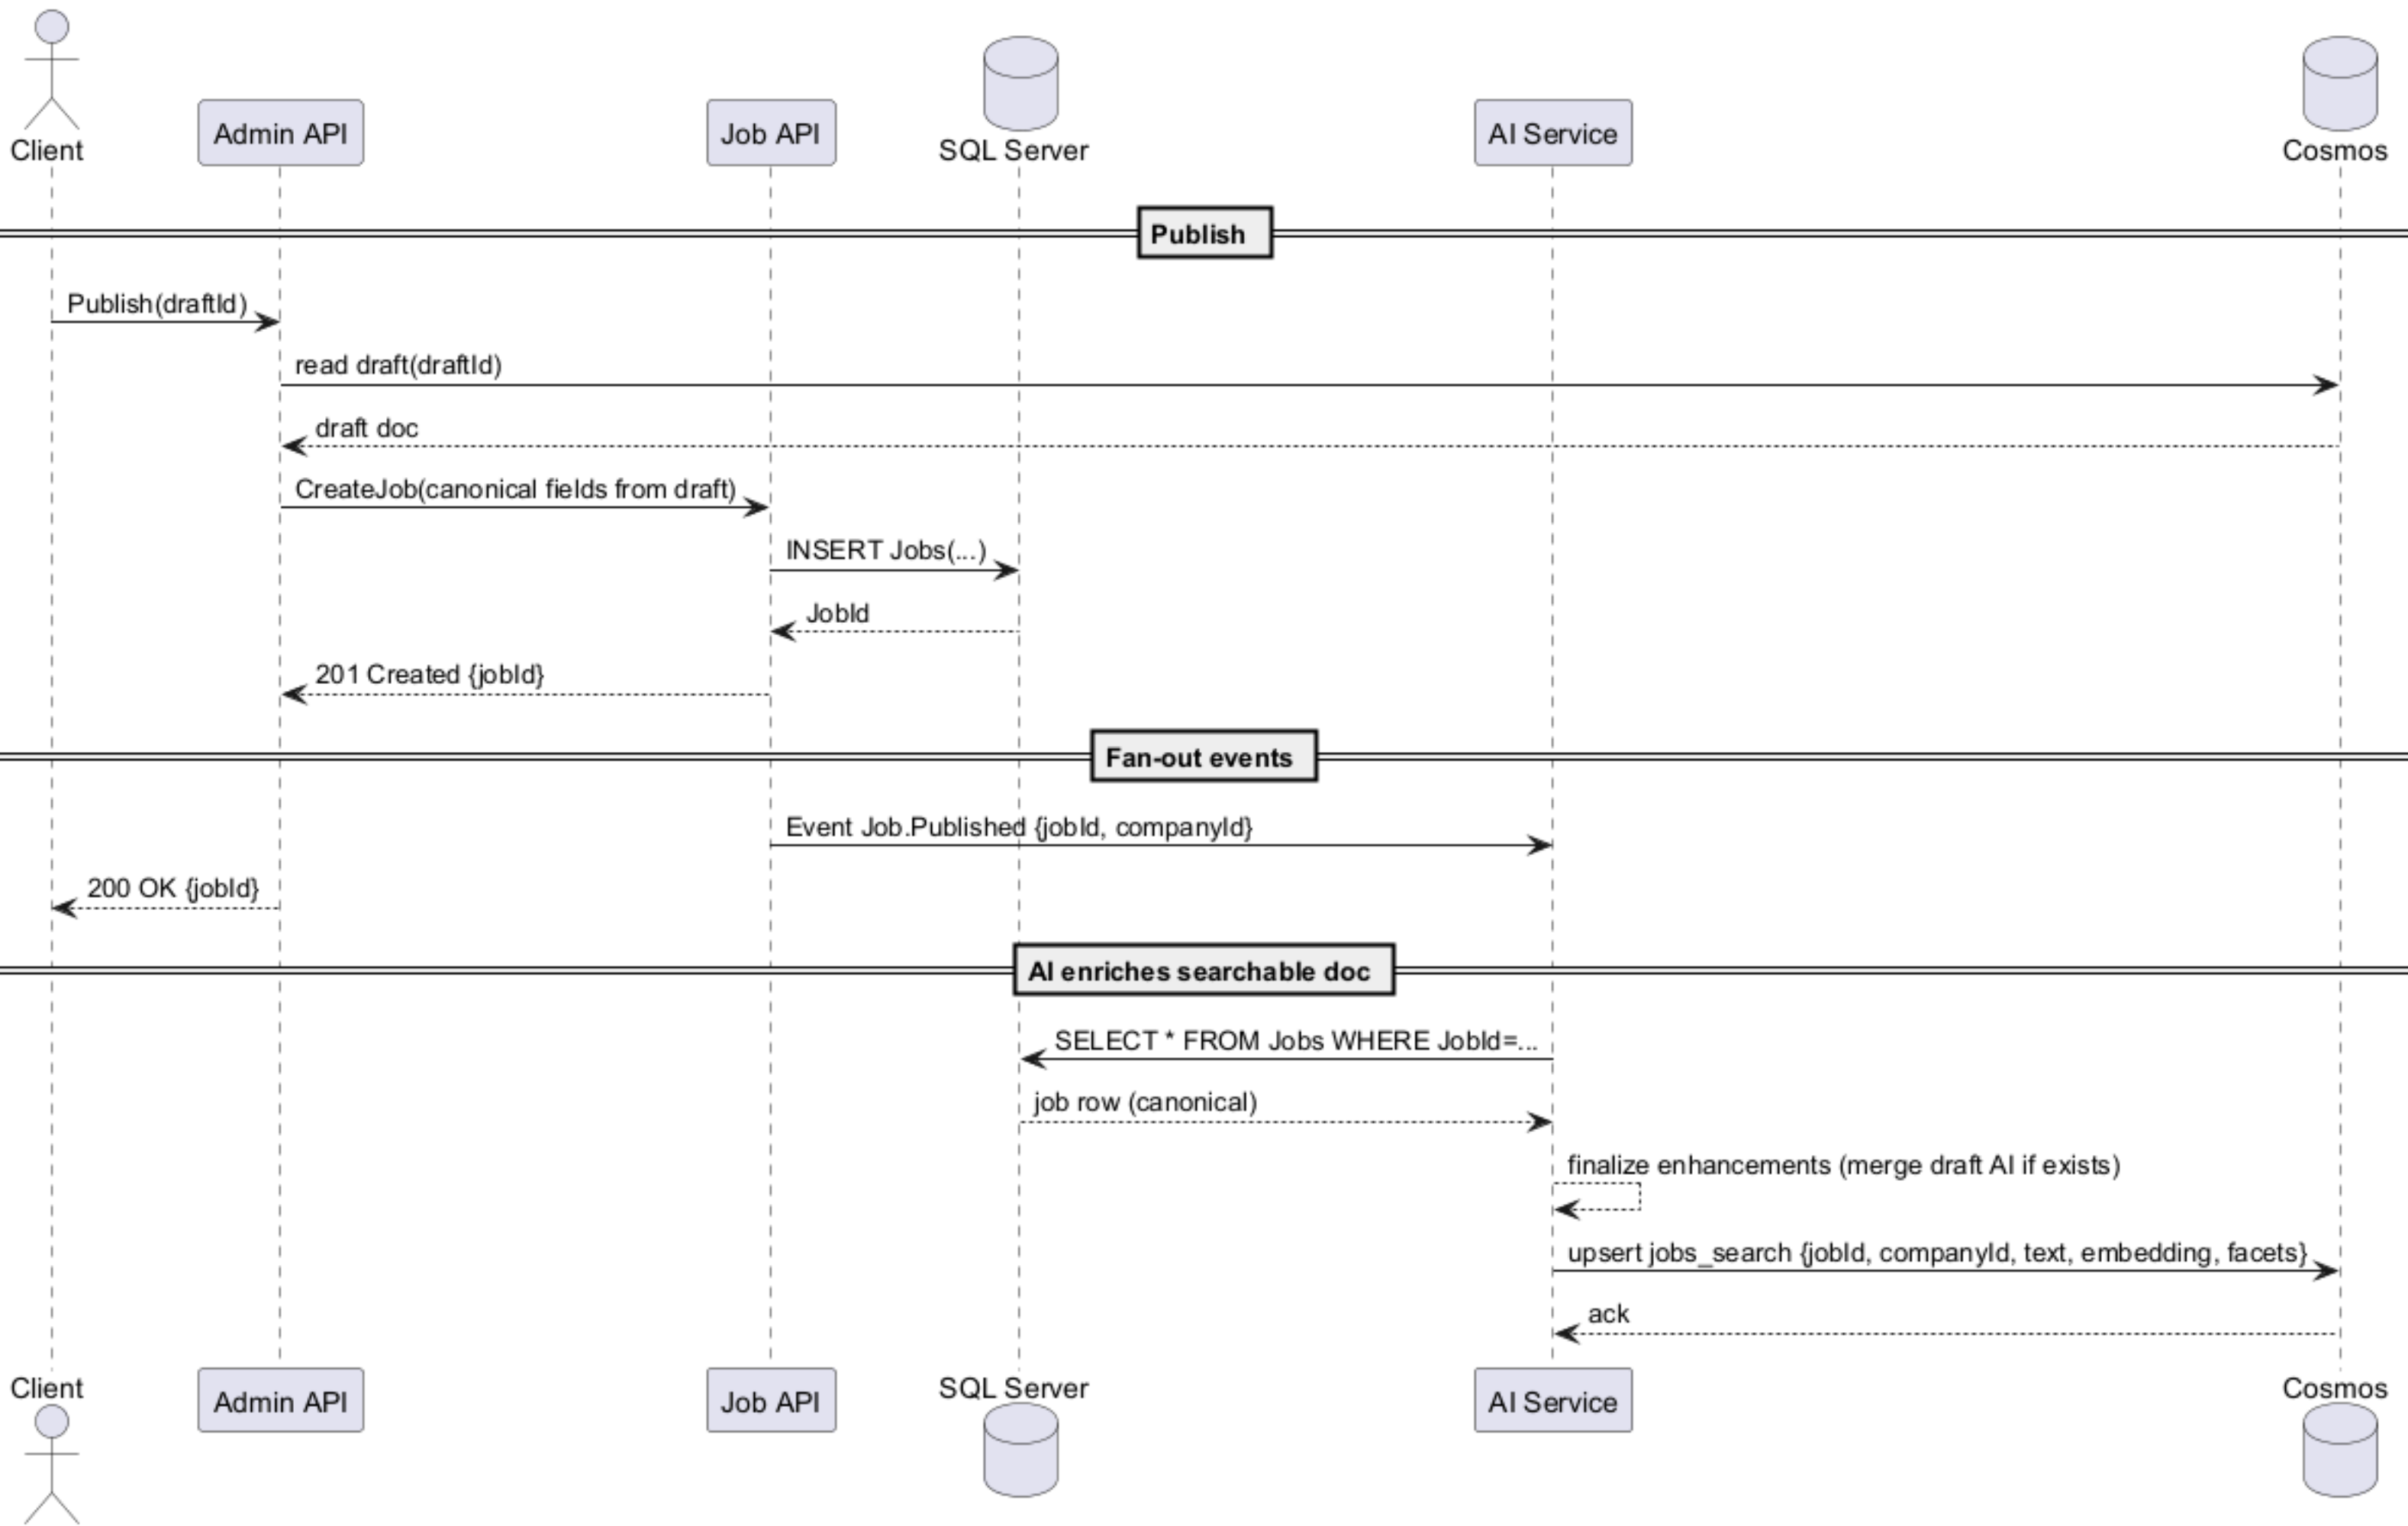 Client
Admin API
Job API
SQL Server
AI Service
Cosmos
Publish
Publish(draftId)
read draft(draftId)
draft doc
CreateJob(canonical fields from draft)
INSERT Jobs(...)
JobId
201 Created {jobId}
Fan-out events
Event Job.Published {jobId, companyId}
200 OK {jobId}
AI enriches searchable doc
SELECT * FROM Jobs WHERE JobId=...
job row (canonical)
finalize enhancements (merge draft AI if exists)
upsert jobs_search {jobId, companyId, text, embedding, facets}
ack
Client
Admin API
Job API
SQL Server
AI Service
Cosmos